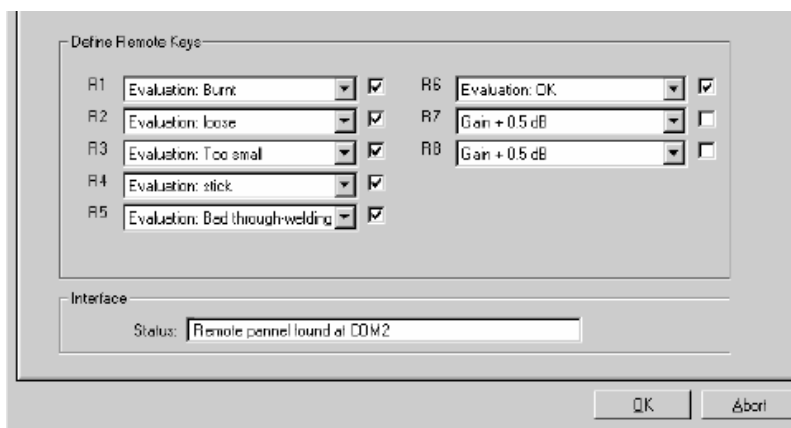 Define Remote Keys
R1 Evaluation: Burnt
R2 Evaluation: loose
R3 Evaluation: Too small
R4 Evaluation: stick
R5 Evaluation: Bad through-welding
R6 Evaluation: OK
R7 Gain + 0.5 dB
R8 Gain + 0.5 dB
Interface
Status: Remote pannel found at COM2
OK Abort